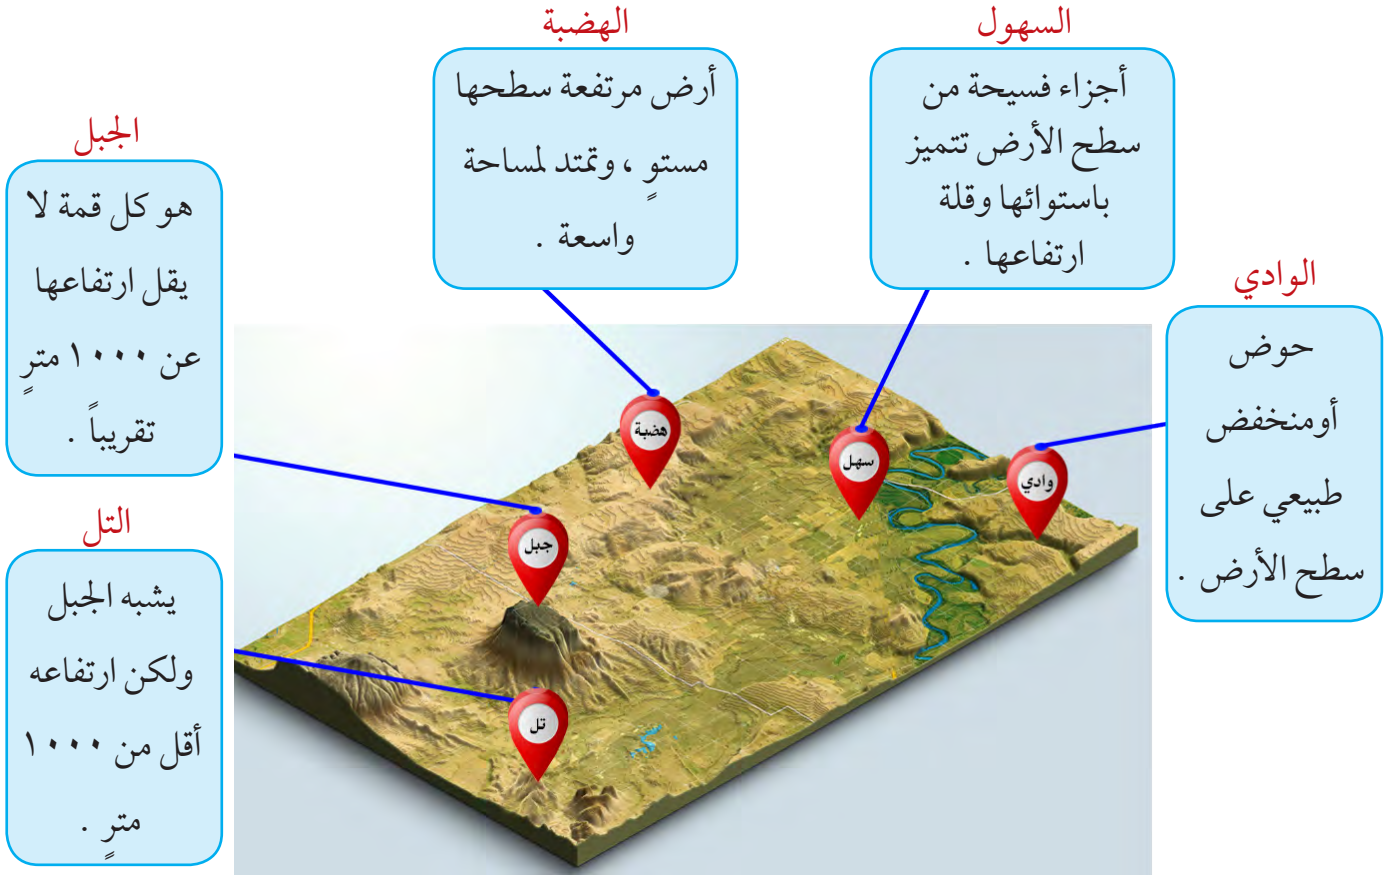 السهول
أجزاء فسيحة من
سطح الأرض تتميز
باستوائها وقلة
ارتفاعها .
الهضبة
أرض مرتفعة سطحها
مستوٍ ، وتمتد لمساحة
واسعة .
الجبل
هو كل قمة لا
يقل ارتفاعها
عن ١٠٠٠ مترٍ
تقريباً .
الوادي
حوض
أومنخفض
طبيعي على
سطح الأرض .
التل
يشبه الجبل
ولكن ارتفاعه
أقل من ١٠٠٠
مترٍ .
هضبة
سهل
وادي
جبل
تل